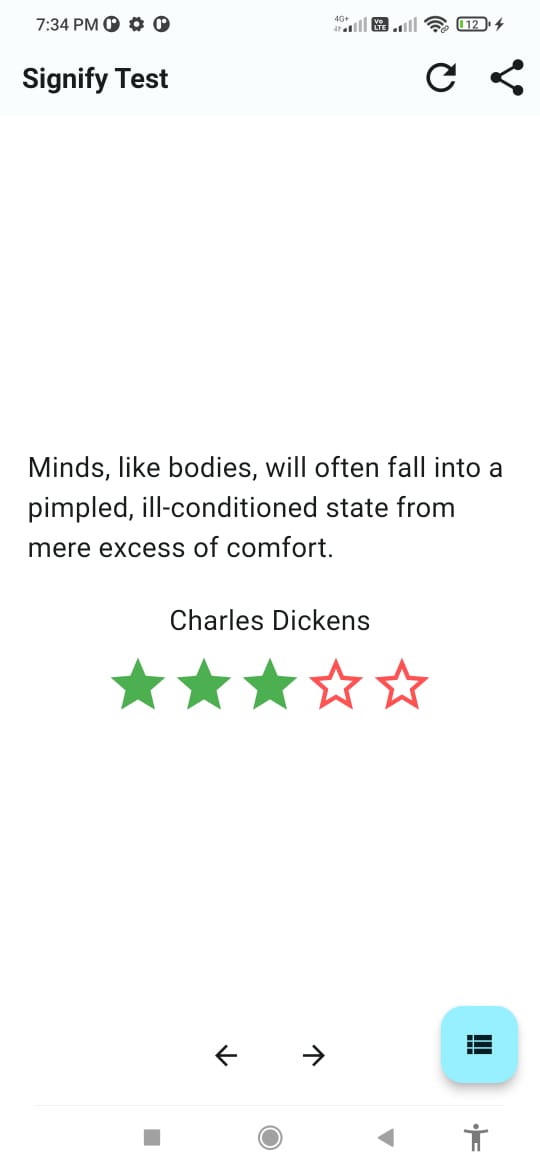 7:34 PM
4G+
Vo
LTE
12
Signify Test
Minds, like bodies, will often fall into a
pimpled, ill-conditioned state from
mere excess of comfort.
Charles Dickens